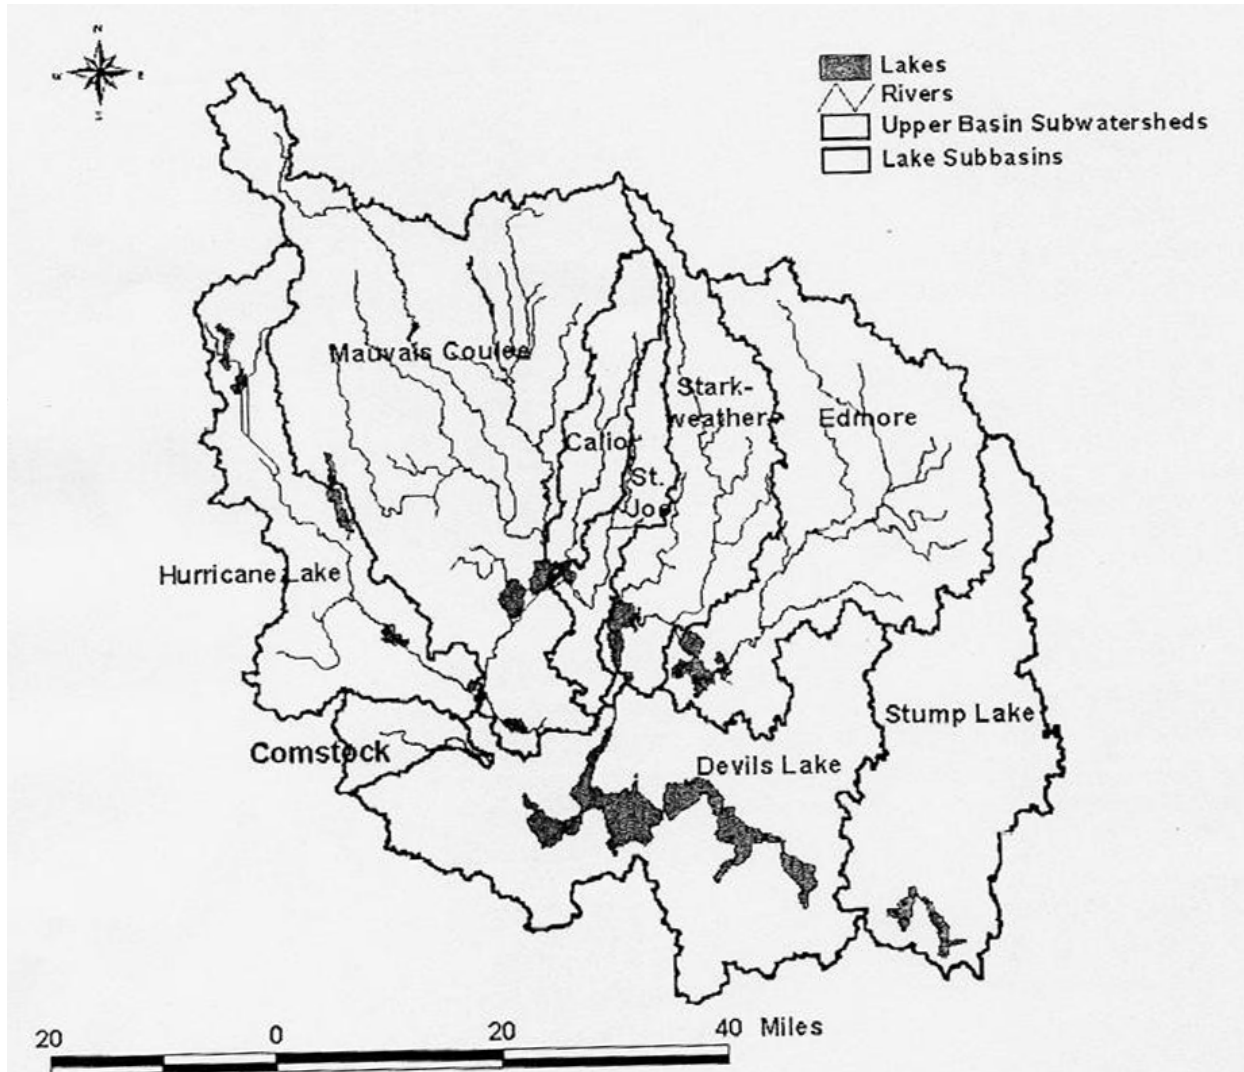 N
W
E
S
Lakes
Rivers
Upper Basin Subwatersheds
Lake Subbasins
Mauvais Coulee
Stark-
weather
Edmore
Calio
St.
Joe
Hurricane Lake
Stump Lake
Comstock
Devils Lake
20
0
20
40 Miles